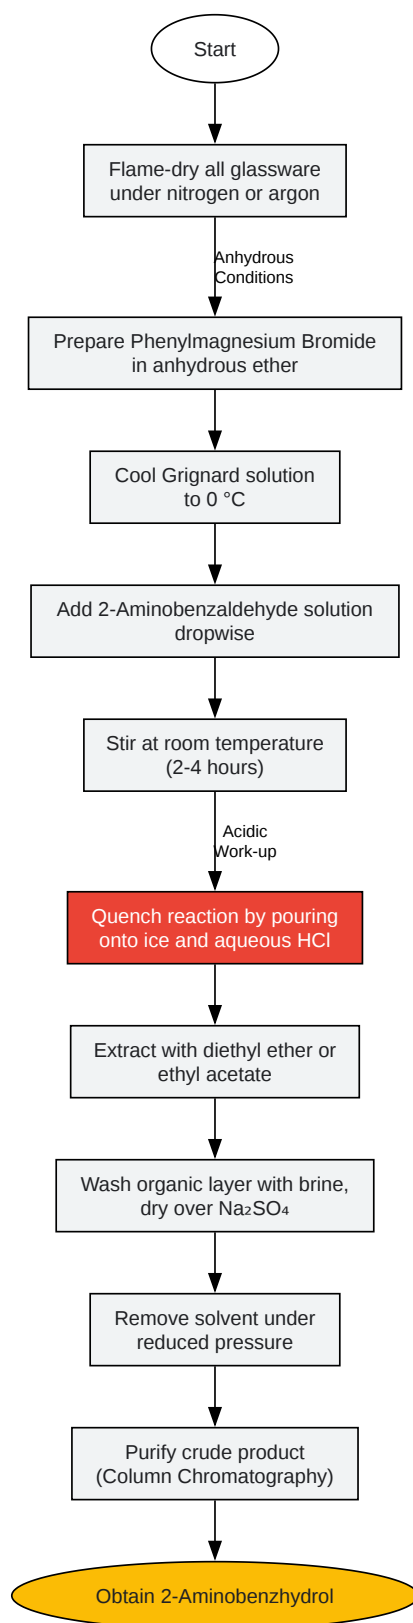 Start
Flame-dry all glassware
under nitrogen or argon
Anhydrous
Conditions
Prepare Phenylmagnesium Bromide
in anhydrous ether
Cool Grignard solution
to 0 °C
Add 2-Aminobenzaldehyde solution
dropwise
Stir at room temperature
(2-4 hours)
Acidic
Work-up
Quench reaction by pouring
onto ice and aqueous HCl
Extract with diethyl ether or
ethyl acetate
Wash organic layer with brine,
dry over Na₂SO₄
Remove solvent under
reduced pressure
Purify crude product
(Column Chromatography)
Obtain 2-Aminobenzhydrol